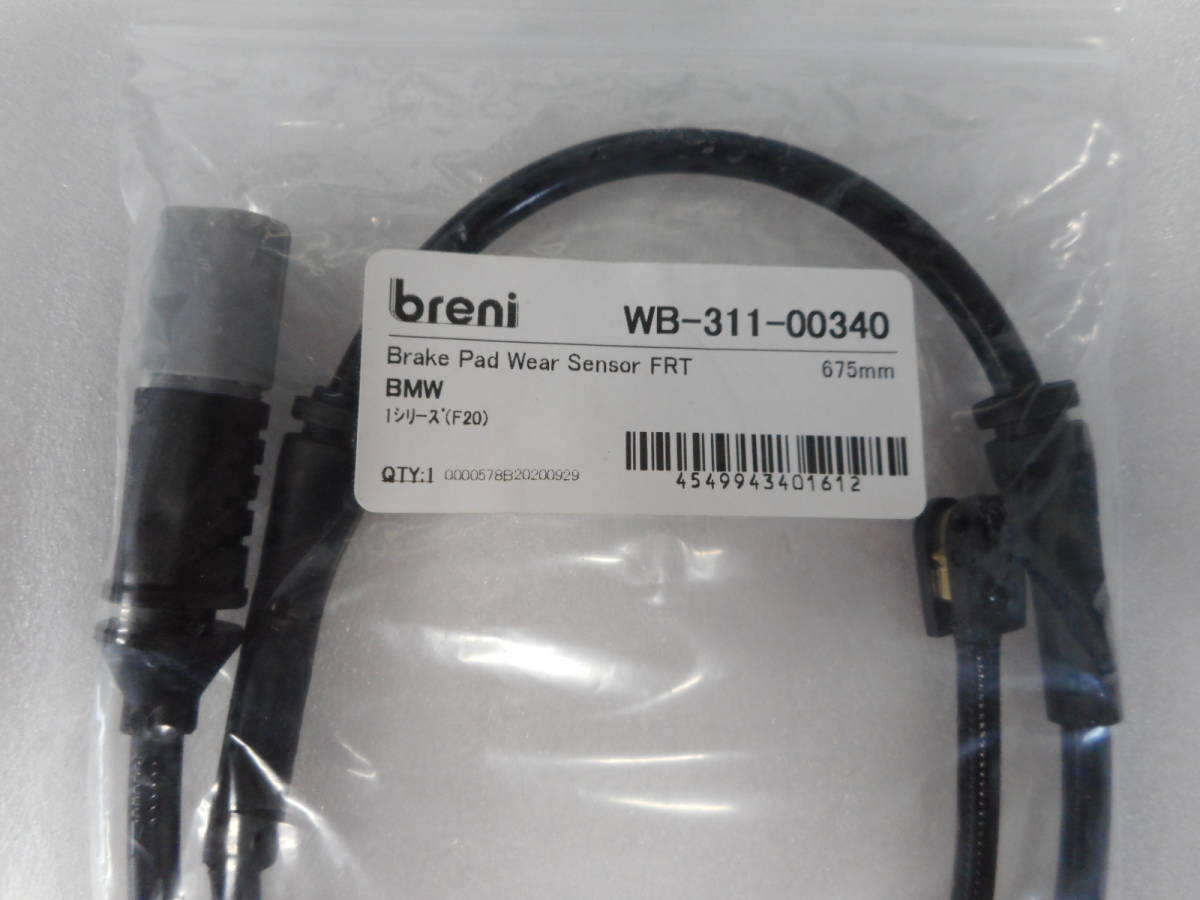 breni
WB-311-00340
Brake Pad Wear Sensor FRT 675mm
BMW
1シリーズ(F20)
QTY:1 0000578B20200929
4549943401612